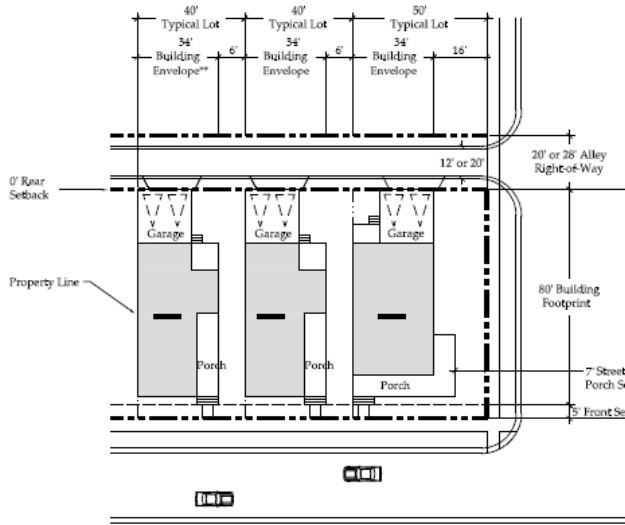 40'
Typical Lot
40'
Typical Lot
50'
Typical Lot
34'
Building
Envelope**
6'
34'
Building
Envelope
6'
34'
Building
Envelope
16'
12' or 20'
20' or 28' Alley
Right-of-Way
0' Rear
Setback
Garage
Garage
Garage
Property Line
80' Building
Footprint
Porch
Porch
Porch
7' Street
Porch Se
5' Front Se